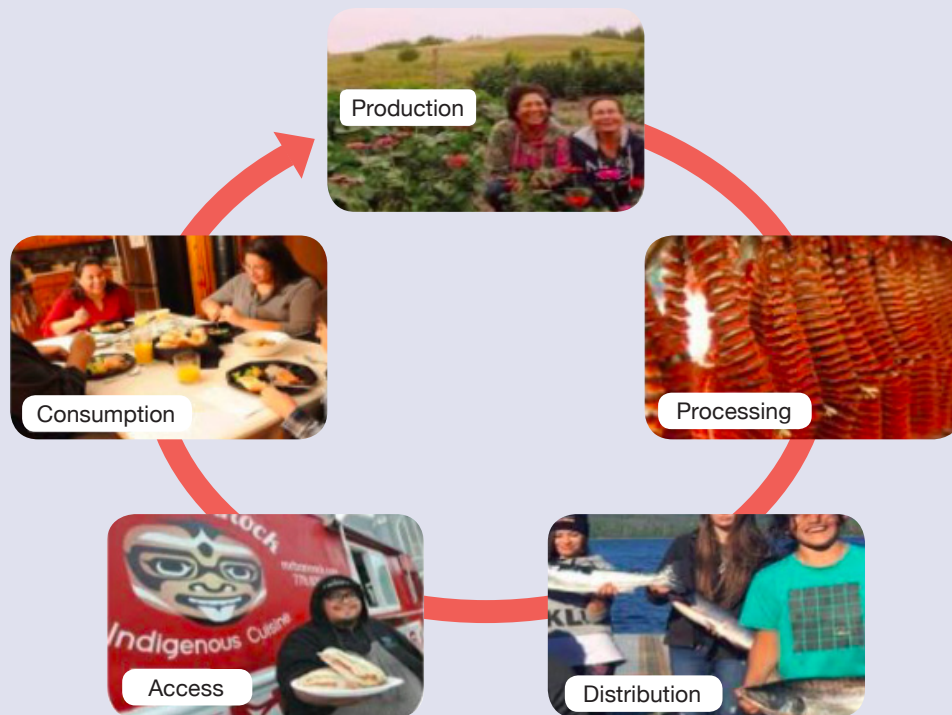 Production
Processing
Consumption
Indigenous Cuisine
Access
Distribution